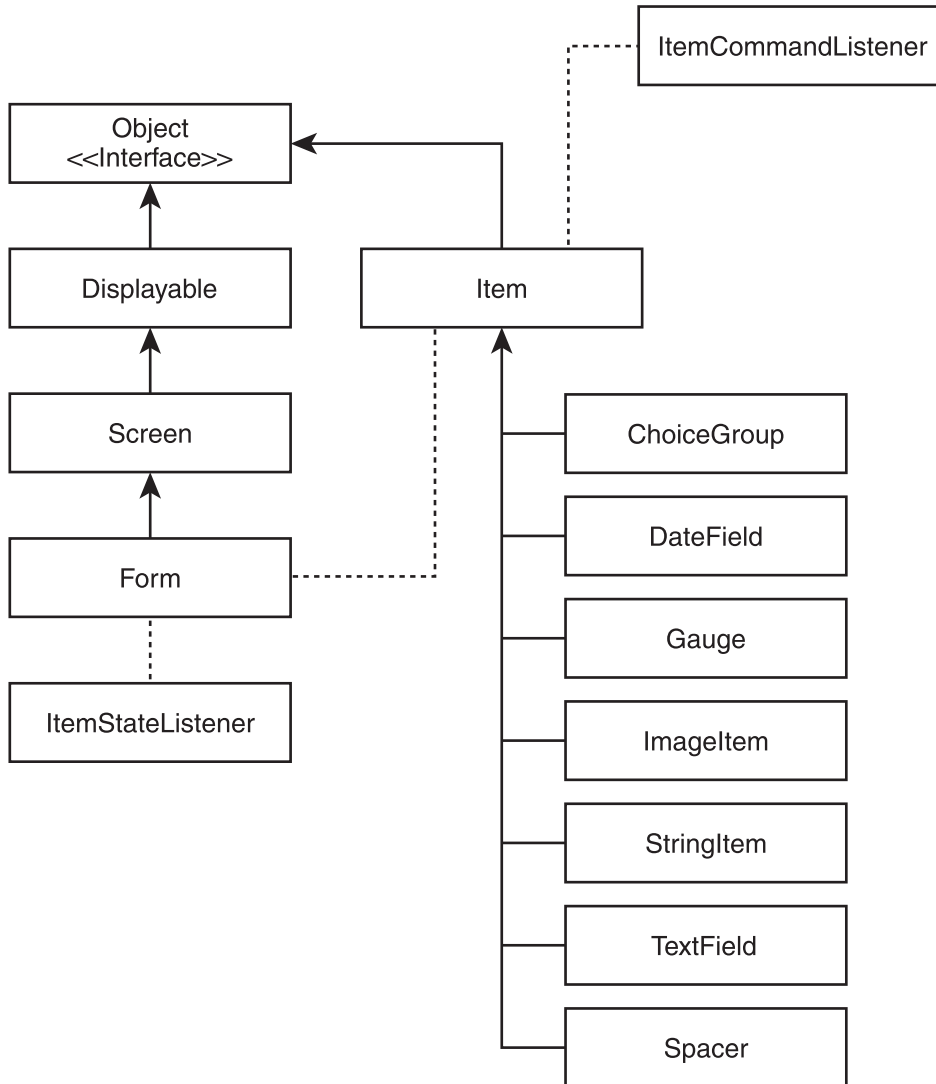 ItemCommandListener
Object
<<Interface>>
Displayable
Item
Screen
ChoiceGroup
DateField
Form
Gauge
ItemStateListener
ImageItem
StringItem
TextField
Spacer